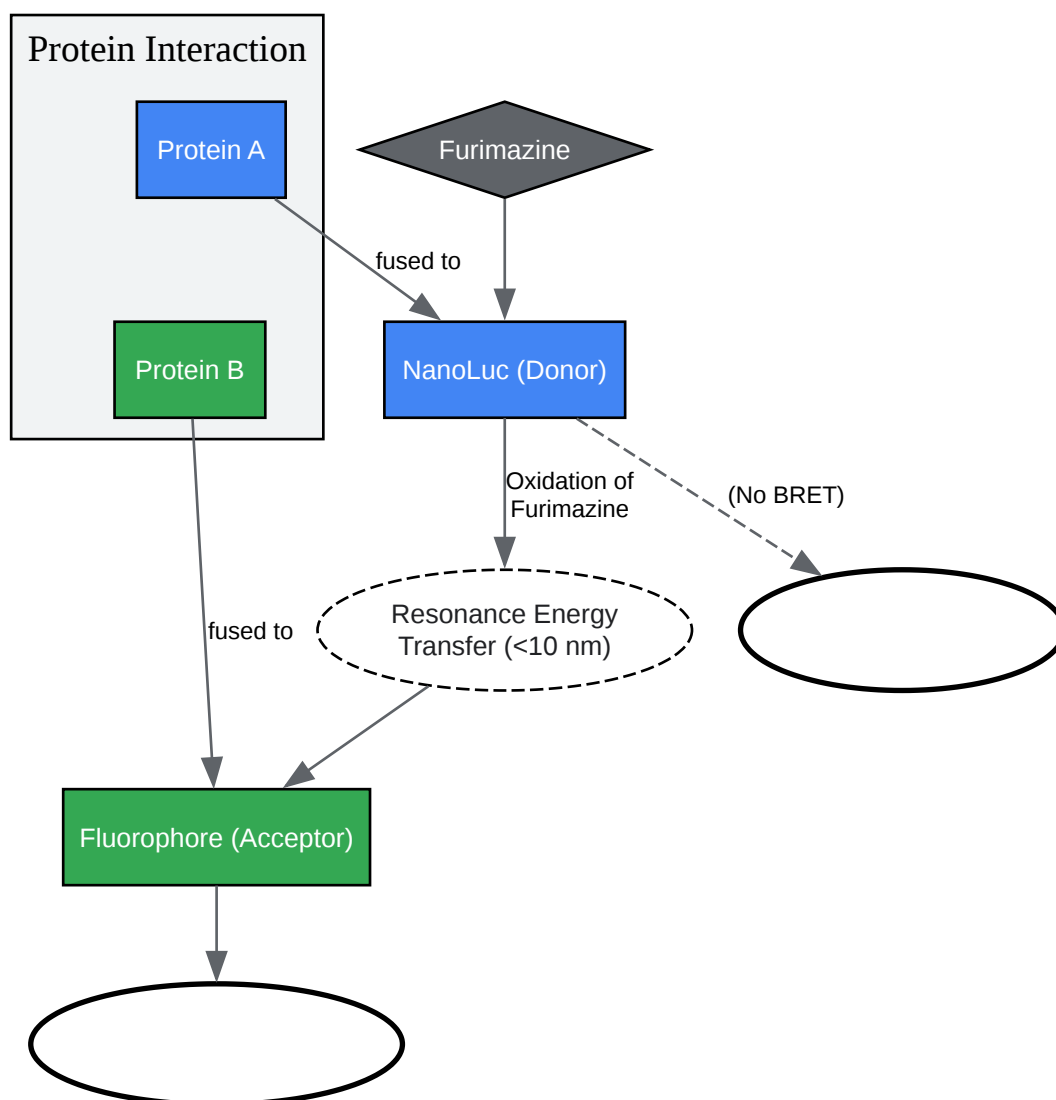 Protein Interaction
Protein A
Furimazine
fused to
Protein B
NanoLuc (Donor)
Oxidation of
Furimazine
(No BRET)
fused to
Resonance Energy
Transfer (<10 nm)
Fluorophore (Acceptor)